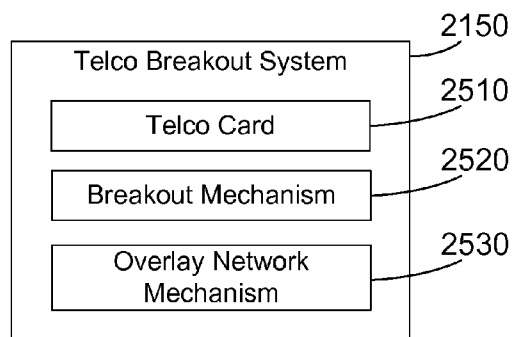 2150
Telco Breakout System
2510
Telco Card
2520
Breakout Mechanism
2530
Overlay Network
Mechanism